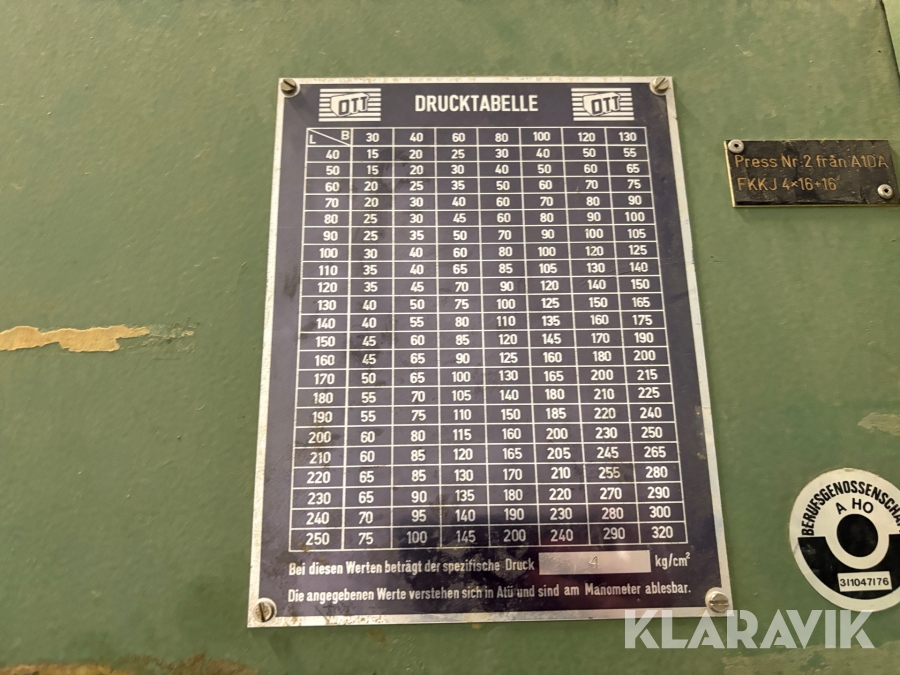 OTT DRUCKTABELLE OTT
L B 30 40 60 80 100 120 130
40 15 20 25 30 40 50 55
50 15 20 30 40 50 60 65
60 20 25 35 50 60 70 75
70 20 30 40 60 70 80 90
80 25 30 45 60 80 90 100
90 25 35 50 70 90 100 105
100 30 40 60 80 100 120 125
110 35 40 65 85 105 130 140
120 35 45 70 90 120 140 150
130 40 50 75 100 125 150 165
140 40 55 80 110 135 160 175
150 45 60 85 120 145 170 190
160 45 65 90 125 160 180 200
170 50 65 100 130 165 200 215
180 55 70 105 140 180 210 225
190 55 75 110 150 185 220 240
200 60 80 115 160 200 230 250
210 60 85 120 165 205 245 265
220 65 85 130 170 210 255 280
230 65 90 135 180 220 270 290
240 70 95 140 190 230 280 300
250 75 100 145 200 240 290 320
Bei diesen Werten beträgt der spezifische Druck 4 kg/cm²
Die angegebenen Werte verstehen sich in Atü und sind am Manometer ablesbar.
Press Nr.2 från A1DA
FKKJ 4×16+16
BERUFSGENOSSENSCHA
A HO
311047176
KLARAVIK